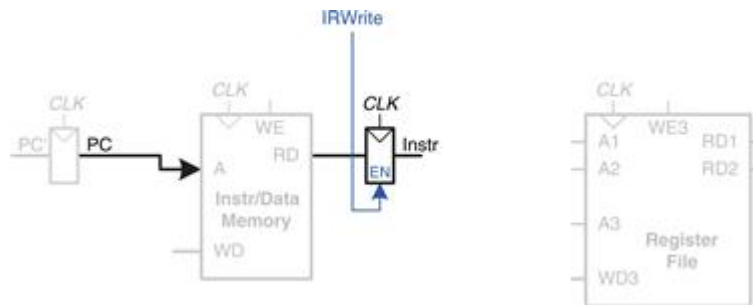 IRWrite
CLK
CLK
CLK
CLK
PC'
PC
WE
RD
A
EN
Instr
Instr/Data
Memory
WD
A1
WE3
RD1
A2
RD2
A3
Register
File
WD3